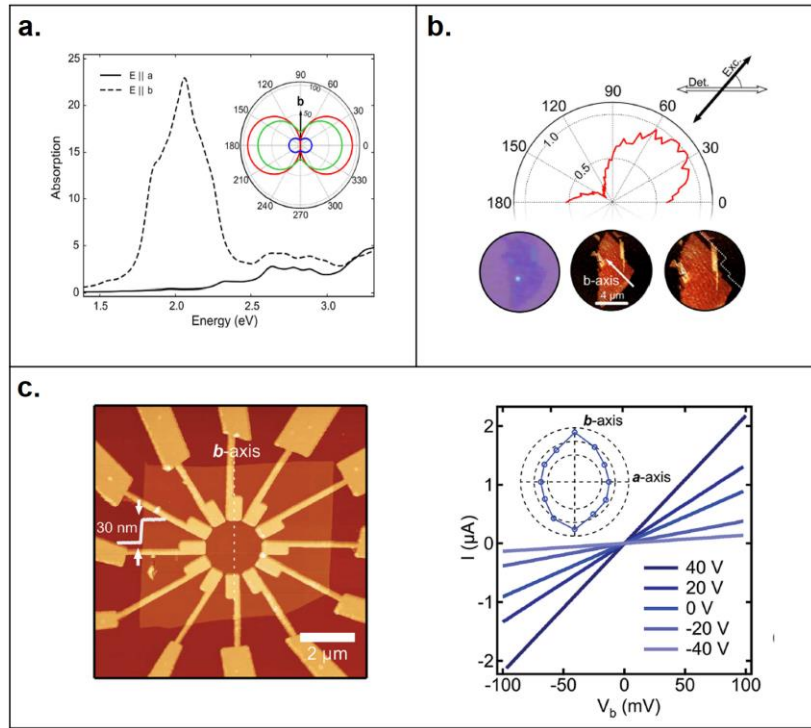 a.
25
20
15
10
5
0
Absorption
E || a
E || b
1.5
2.0
2.5
3.0
Energy (eV)
90
120
60
100
150
b
50
30
180
0
210
330
240
300
270
b.
Det.
Exc.
90
120
60
150
1.0
30
0.5
180
0
b-axis
4 μm
c.
b-axis
30 nm
2 μm
2
1
0
-1
-2
I (μA)
b-axis
a-axis
40 V
20 V
0 V
-20 V
-40 V
-100
-50
0
50
100
V_b (mV)